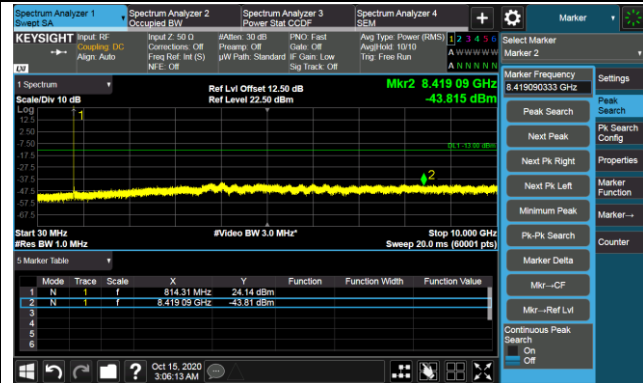 Spectrum Analyzer 1
Swept SA
Spectrum Analyzer 2
Occupied BW
Spectrum Analyzer 3
Power Stat CCDF
Spectrum Analyzer 4
SEM
+
Marker
KEYSIGHT
Input: RF
Coupling: DC
Align: Auto
Input Z: 50 Ω
Corrections: Off
Freq Ref: Int (S)
NFE: Off
#Atten: 30 dB
Preamp: Off
µW Path: Standard
PNO: Fast
Gate: Off
IF Gain: Low
Sig Track: Off
Avg Type: Power (RMS)
Avg|Hold: 10/10
Trig: Free Run
1 2 3 4 5 6
A W W W W W
A N N N N N
LXI
Select Marker
Marker 2
1 Spectrum
Scale/Div 10 dB
Log
Ref Lvl Offset 12.50 dB
Ref Level 22.50 dBm
Mkr2 8.419 09 GHz
-43.815 dBm
12.5
2.50
-7.50
-17.5
-27.5
-37.5
-47.5
-57.5
-67.5
1
DL1 -13.00 dBm
2
Start 30 MHz
#Res BW 1.0 MHz
#Video BW 3.0 MHz*
Stop 10.000 GHz
Sweep 20.0 ms (60001 pts)
Marker Frequency
8.419090333 GHz
Peak Search
Next Peak
Next Pk Right
Next Pk Left
Minimum Peak
Pk-Pk Search
Marker Delta
Mkr→CF
Mkr→Ref Lvl
Continuous Peak
Search
On
Off
Settings
Peak
Search
Pk Search
Config
Properties
Marker
Function
Marker→
Counter
5 Marker Table
Mode Trace Scale X Y Function Function Width Function Value
1 N 1 f 814.31 MHz 24.14 dBm
2 N 1 f 8.419 09 GHz -43.81 dBm
3
4
5
6
?
Oct 15, 2020
3:06:13 AM